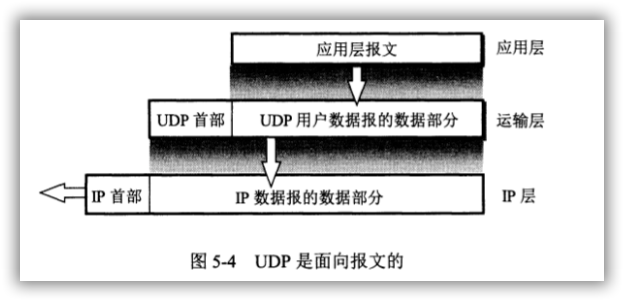 应用层报文 应用层
UDP 首部 UDP 用户数据报的数据部分 运输层
IP 首部 IP 数据报的数据部分 IP 层
图 5-4 UDP 是面向报文的